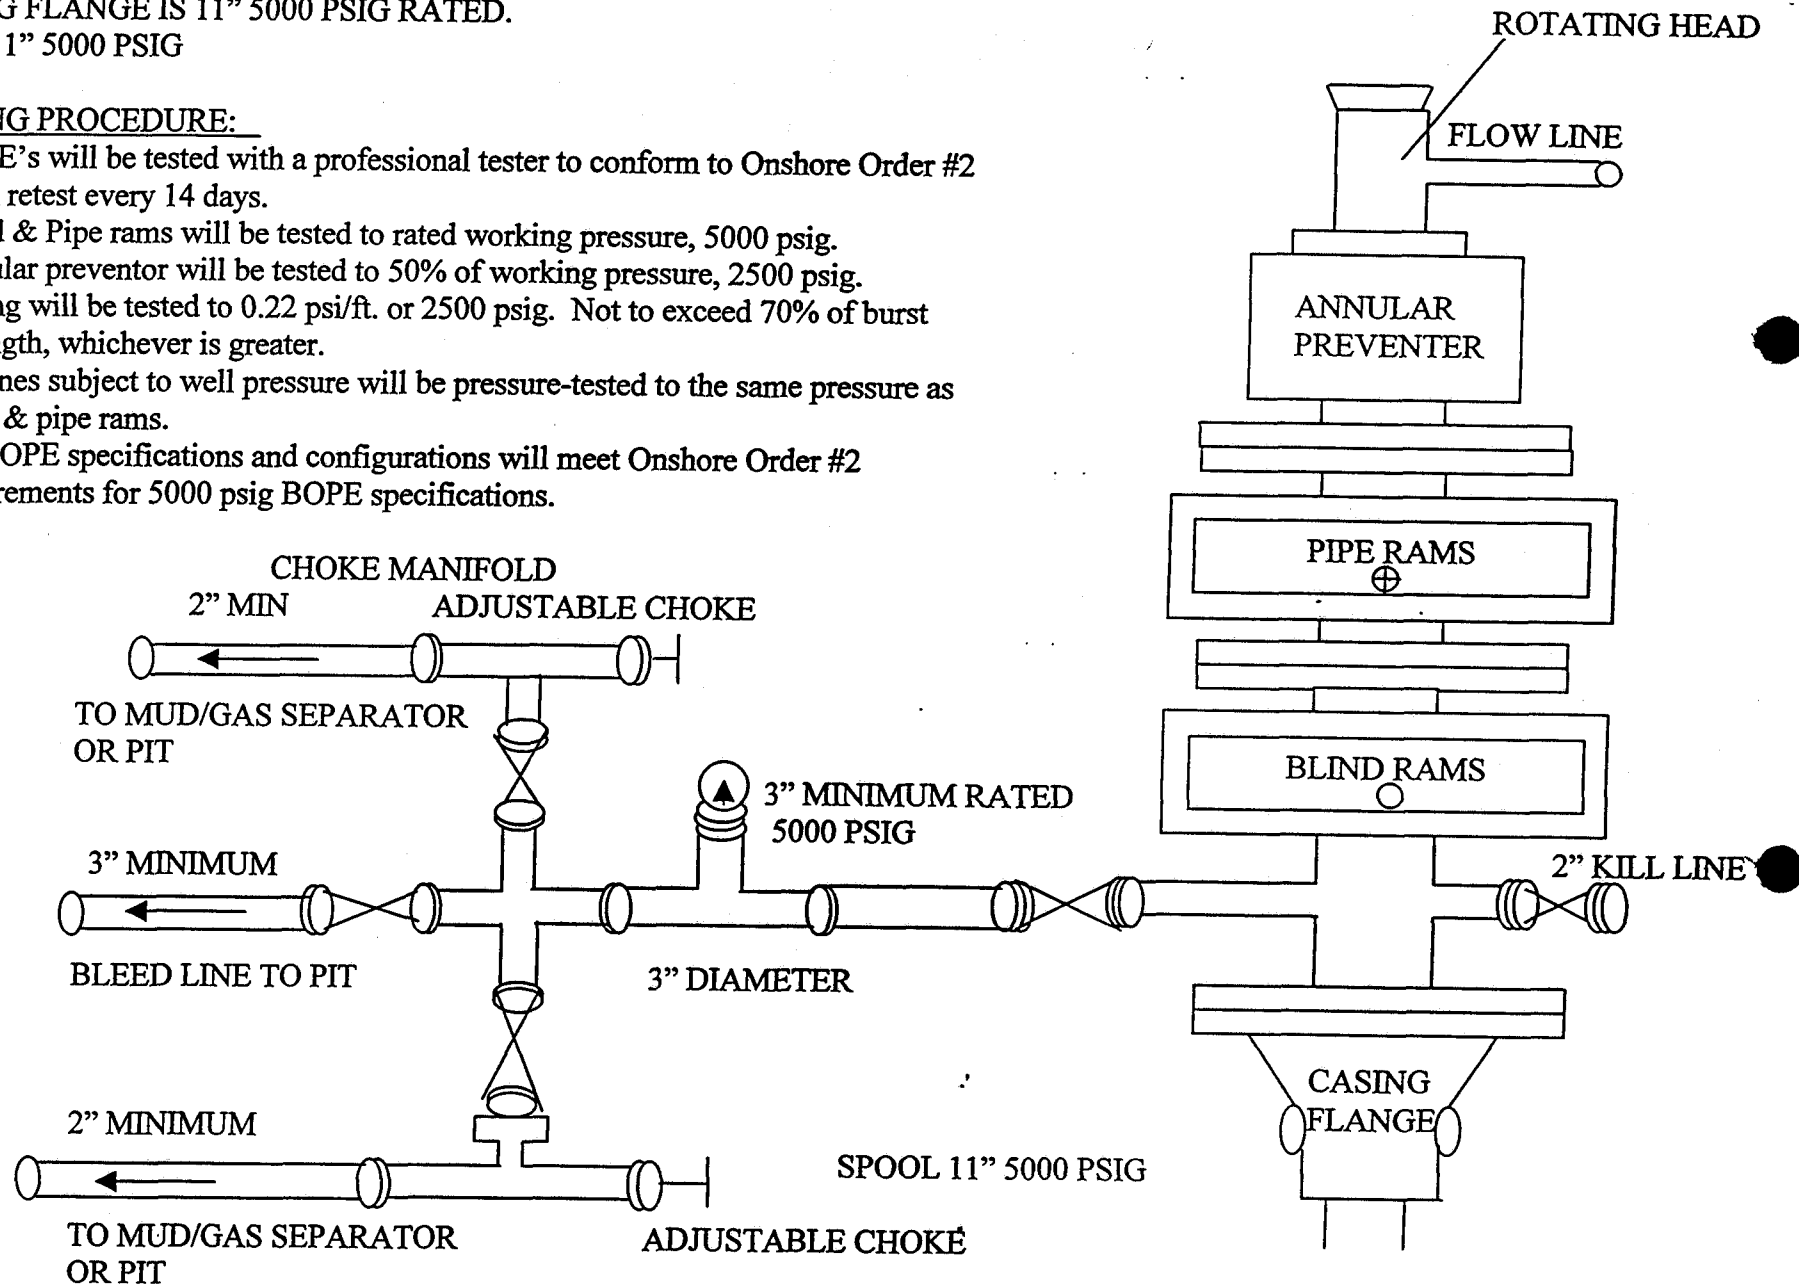 G FLANGE IS 11” 5000 PSIG RATED.
1” 5000 PSIG
NG PROCEDURE:
E’s will be tested with a professional tester to conform to Onshore Order #2
retest every 14 days.
& Pipe rams will be tested to rated working pressure, 5000 psig.
lar preventor will be tested to 50% of working pressure, 2500 psig.
ng will be tested to 0.22 psi/ft. or 2500 psig. Not to exceed 70% of burst
gth, whichever is greater.
nes subject to well pressure will be pressure-tested to the same pressure as
& pipe rams.
OPE specifications and configurations will meet Onshore Order #2
rements for 5000 psig BOPE specifications.
ROTATING HEAD
FLOW LINE
ANNULAR
PREVENTER
PIPE RAMS
BLIND RAMS
2” KILL LINE
CASING
FLANGE
CHOKE MANIFOLD
2” MIN
ADJUSTABLE CHOKE
TO MUD/GAS SEPARATOR
OR PIT
3” MINIMUM RATED
5000 PSIG
3” MINIMUM
BLEED LINE TO PIT
3” DIAMETER
2” MINIMUM
SPOOL 11” 5000 PSIG
TO MUD/GAS SEPARATOR
OR PIT
ADJUSTABLE CHOKE